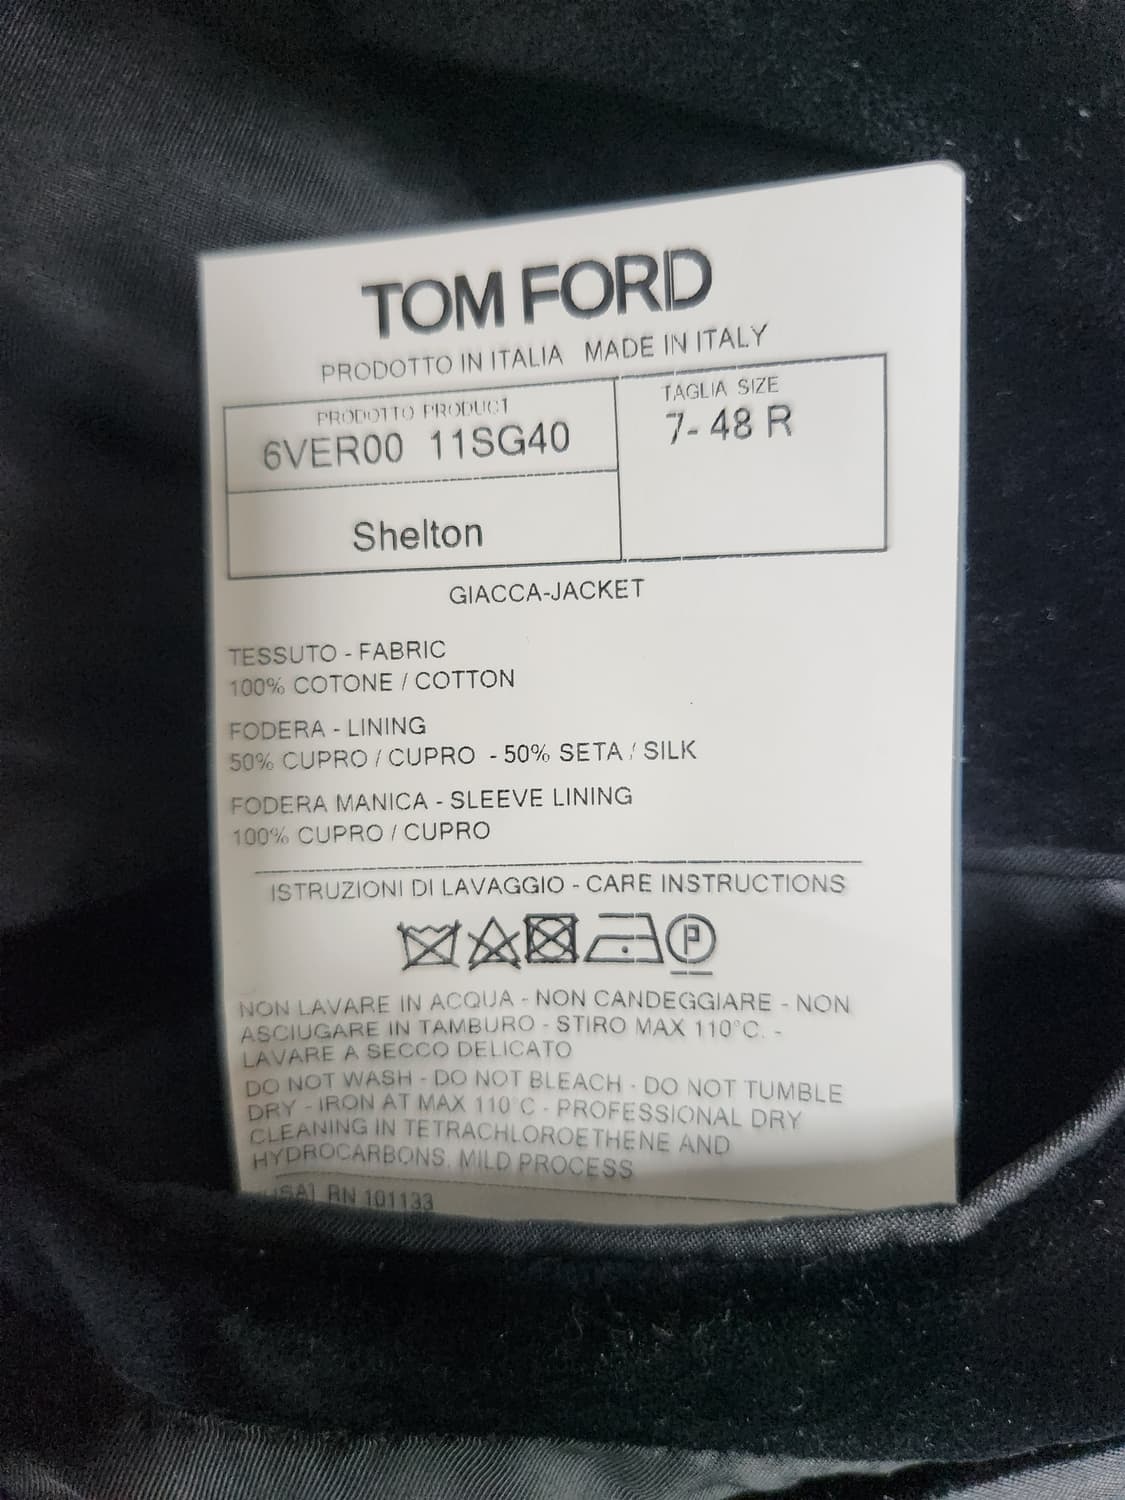 TOM FORD
PRODOTTO IN ITALIA MADE IN ITALY
PRODOTTO PRODUCT
6VER00 11SG40
TAGLIA SIZE
7- 48 R
Shelton
GIACCA-JACKET
TESSUTO - FABRIC
100% COTONE / COTTON
FODERA - LINING
50% CUPRO / CUPRO - 50% SETA / SILK
FODERA MANICA - SLEEVE LINING
100% CUPRO / CUPRO
ISTRUZIONI DI LAVAGGIO - CARE INSTRUCTIONS
P
NON LAVARE IN ACQUA - NON CANDEGGIARE - NON
ASCIUGARE IN TAMBURO - STIRO MAX 110°C. -
LAVARE A SECCO DELICATO
DO NOT WASH - DO NOT BLEACH - DO NOT TUMBLE
DRY - IRON AT MAX 110°C - PROFESSIONAL DRY
CLEANING IN TETRACHLOROETHENE AND
HYDROCARBONS. MILD PROCESS
RN 101133